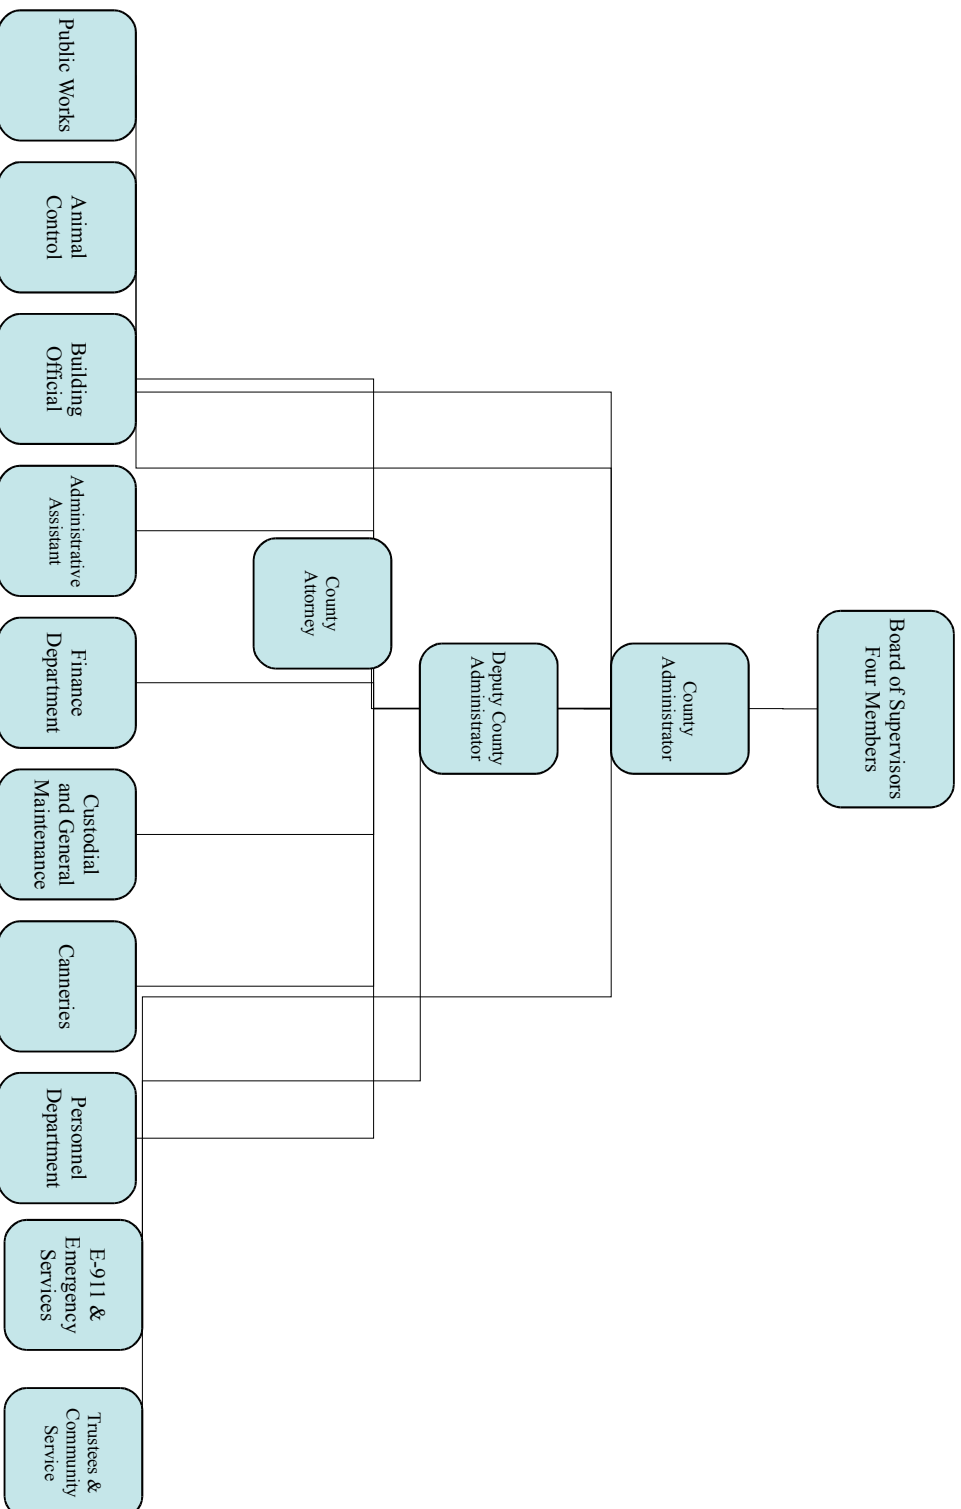 Board of Supervisors
Four Members
County
Administrator
Deputy County
Administrator
County
Attorney
Public Works
Animal
Control
Building
Official
Administrative
Assistant
Finance
Department
Custodial
and General
Maintenance
Canneries
Personnel
Department
E-911 &
Emergency
Services
Trustees &
Community
Service